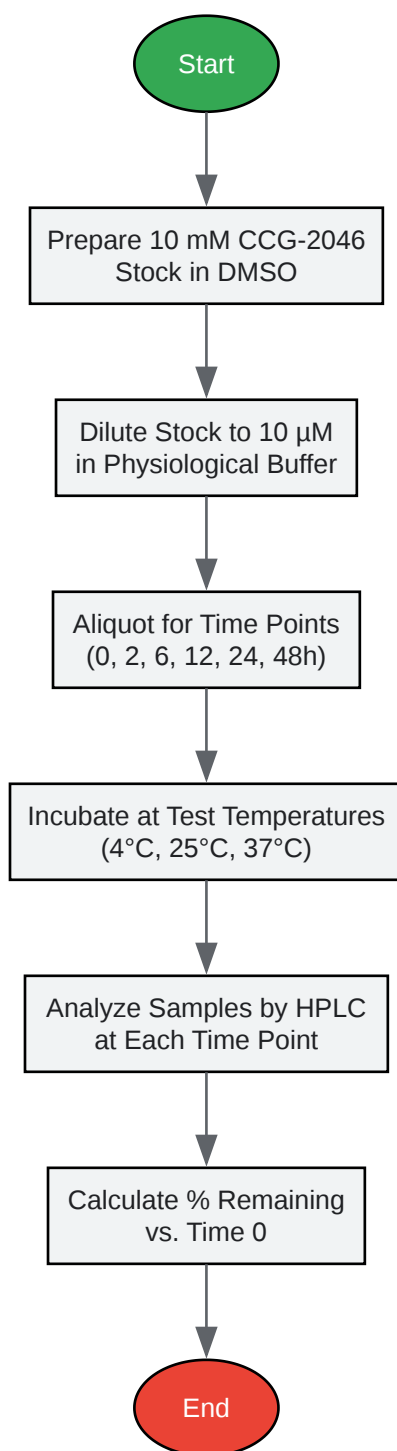 Start
Prepare 10 mM CCG-2046
Stock in DMSO
Dilute Stock to 10 µM
in Physiological Buffer
Aliquot for Time Points
(0, 2, 6, 12, 24, 48h)
Incubate at Test Temperatures
(4°C, 25°C, 37°C)
Analyze Samples by HPLC
at Each Time Point
Calculate % Remaining
vs. Time 0
End